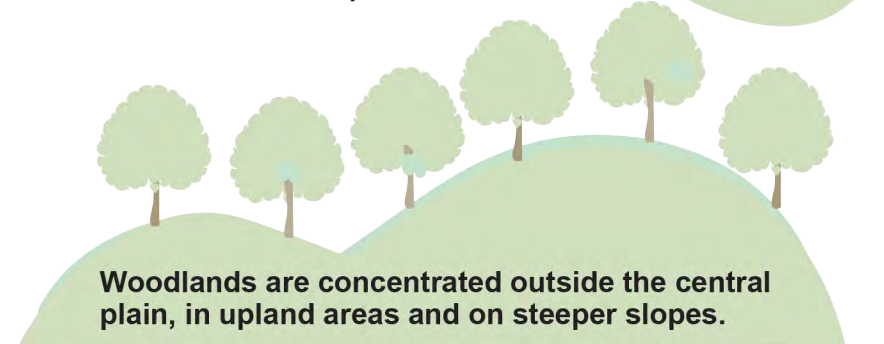 Woodlands are concentrated outside the central
plain, in upland areas and on steeper slopes.